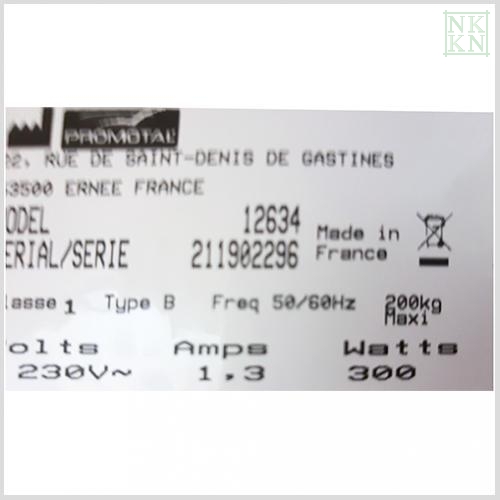 NK
KN
PROMOTAL
02, RUE DE SAINT-DENIS DE GASTINES
53500 ERNEE FRANCE
ODEL 12634 Made in
ERIAL/SERIE 211902296 France
lasse 1 Type B Freq 50/60Hz 200kg
Maxi
olts Amps Watts
230V~ 1,3 300